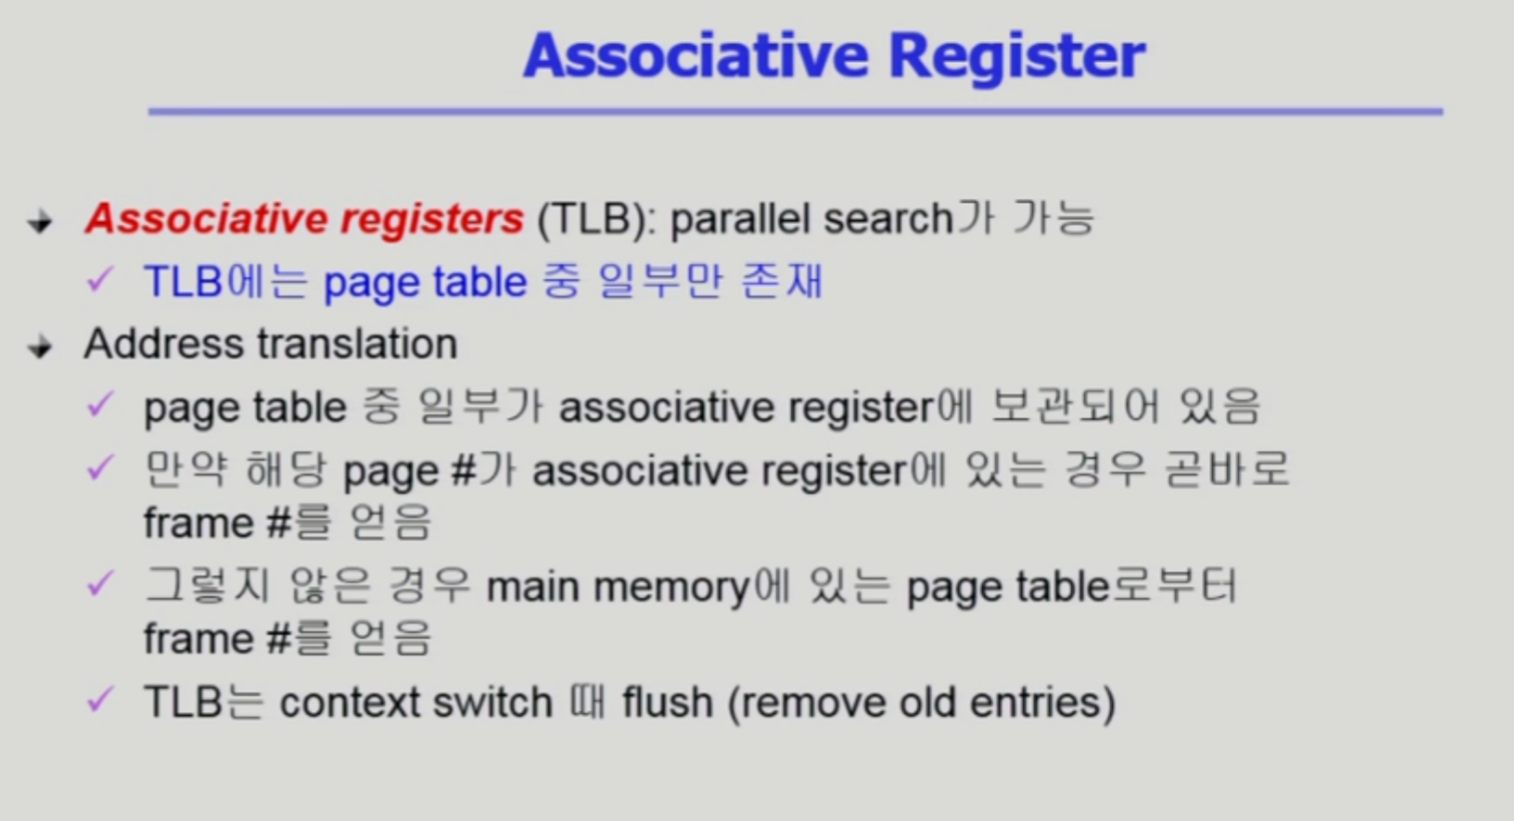 Associative Register
Associative registers (TLB): parallel search가 가능
TLB에는 page table 중 일부만 존재
Address translation
page table 중 일부가 associative register에 보관되어 있음
만약 해당 page #가 associative register에 있는 경우 곧바로
frame #를 얻음
그렇지 않은 경우 main memory에 있는 page table로부터
frame #를 얻음
TLB는 context switch 때 flush (remove old entries)